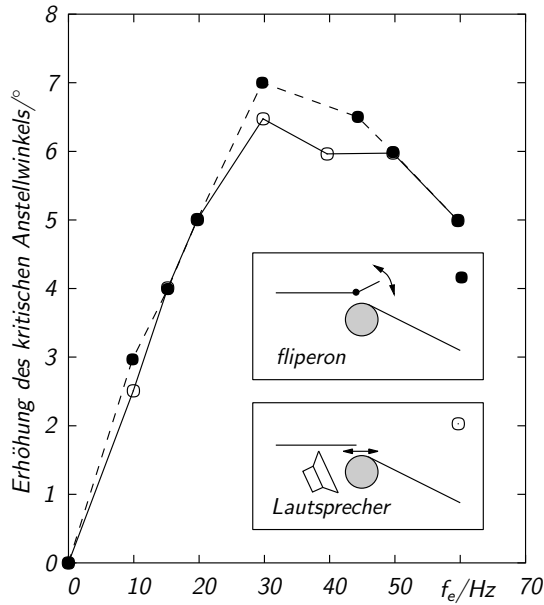 Erhöhung des kritischen Anstellwinkels/°
8
7
6
5
4
3
2
1
0
fliperon
Lautsprecher
0 10 20 30 40 50 f_e/Hz 70